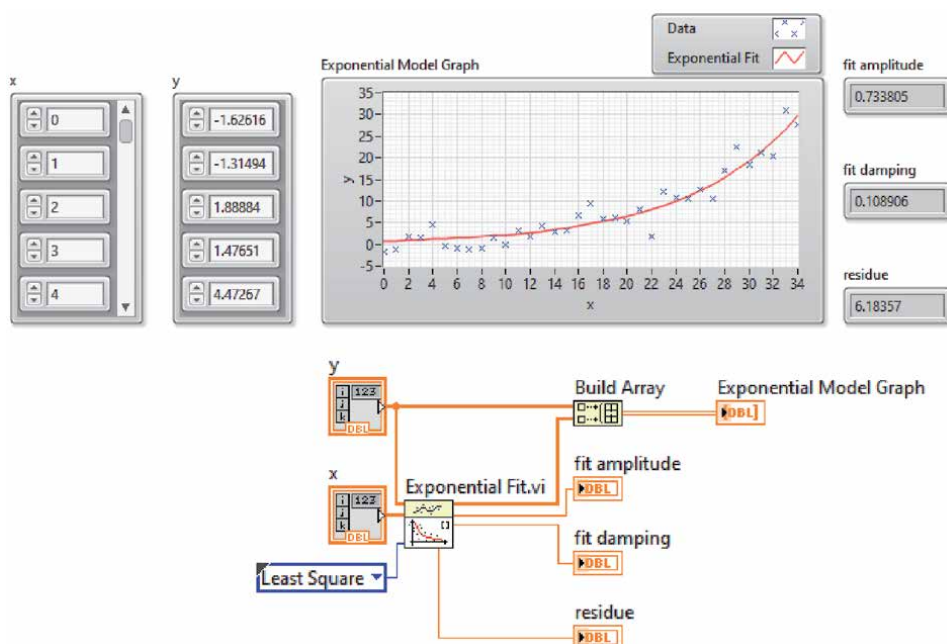 Data
Exponential Fit
x
y
Exponential Model Graph
fit amplitude
0
1
2
3
4
-1.62616
-1.31494
1.88884
1.47651
4.47267
35
30
25
20
15
10
5
0
-5
y
0 2 4 6 8 10 12 14 16 18 20 22 24 26 28 30 32 34
x
0.733805
fit damping
0.108906
residue
6.18357
y
i 123
j
k
DBL
Build Array
Exponential Model Graph
DBL]
x
i 123
j
k
DBL
Exponential Fit.vi
fit amplitude
DBL
fit damping
DBL
Least Square
residue
DBL